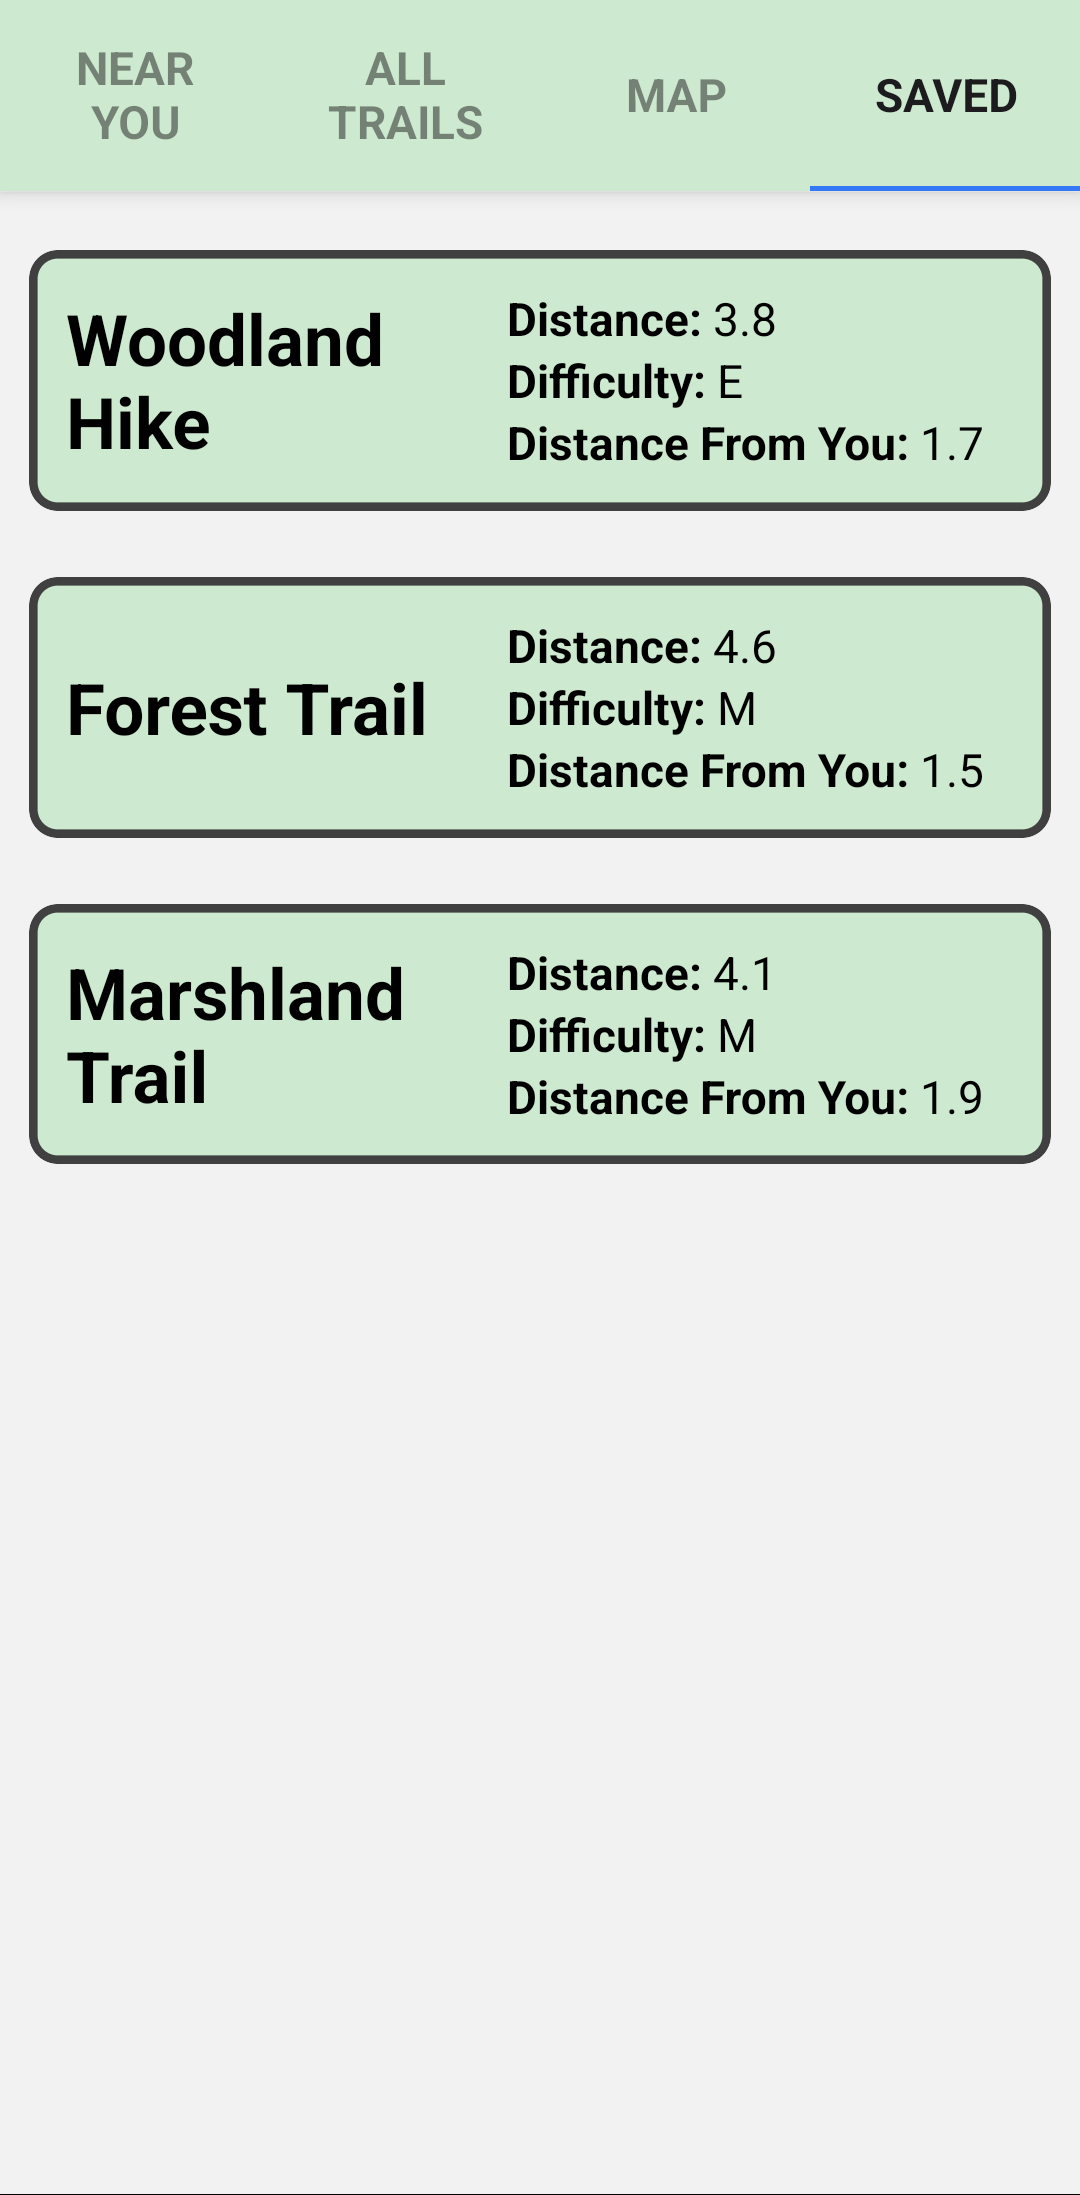 NEAR
YOU
ALL
TRAILS
MAP
SAVED
Woodland
Hike
Distance: 3.8
Difficulty: E
Distance From You: 1.7
Forest Trail
Distance: 4.6
Difficulty: M
Distance From You: 1.5
Marshland
Trail
Distance: 4.1
Difficulty: M
Distance From You: 1.9